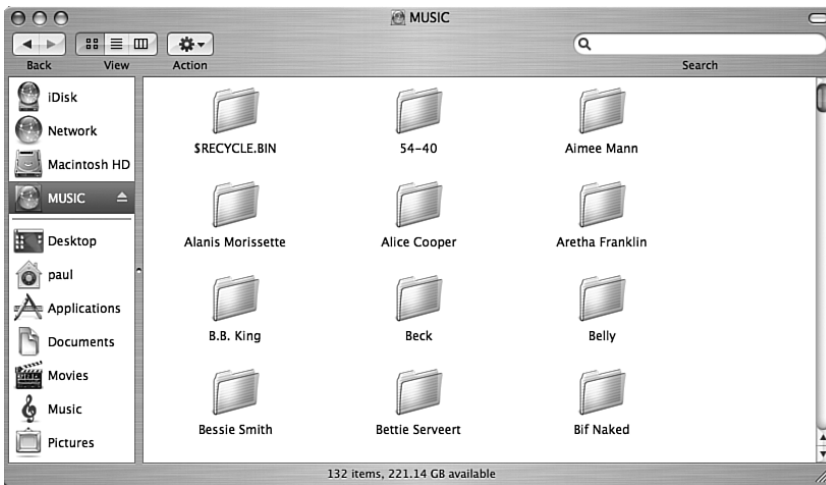 MUSIC
Back View Action Search
iDisk
Network
Macintosh HD
MUSIC
Desktop
paul
Applications
Documents
Movies
Music
Pictures
$RECYCLE.BIN 54-40 Aimee Mann
Alanis Morissette Alice Cooper Aretha Franklin
B.B. King Beck Belly
Bessie Smith Bettie Serveert Bif Naked
132 items, 221.14 GB available